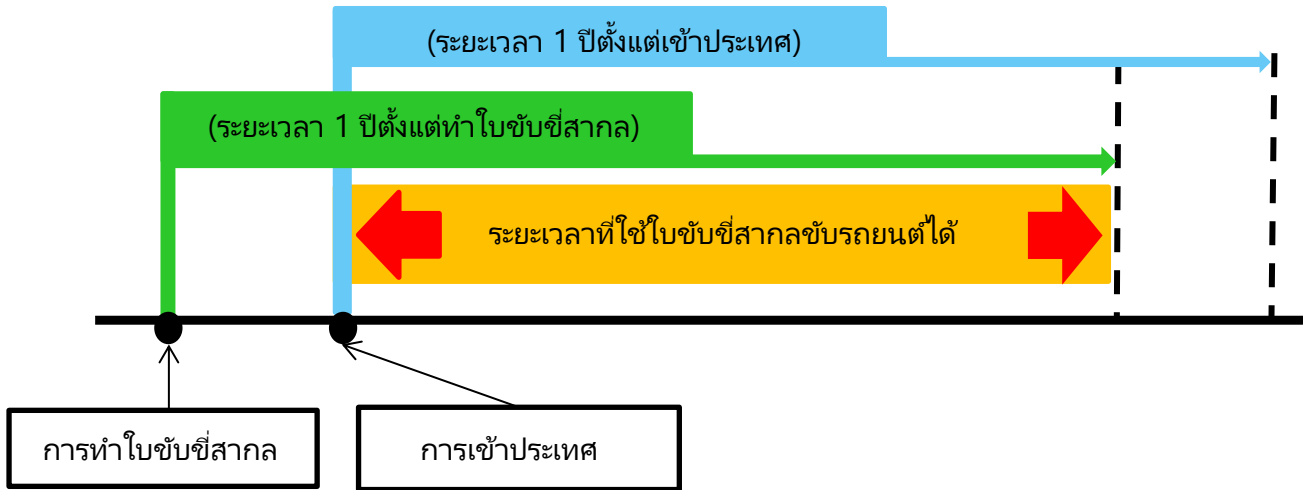 (ระยะเวลา 1 ปีตั้งแต่เข้าประเทศ)
(ระยะเวลา 1 ปีตั้งแต่ทำใบขับขี่สากล)
ระยะเวลาที่ใช้ใบขับขี่สากลขับรถยนต์ได้
การทำใบขับขี่สากล
การเข้าประเทศ